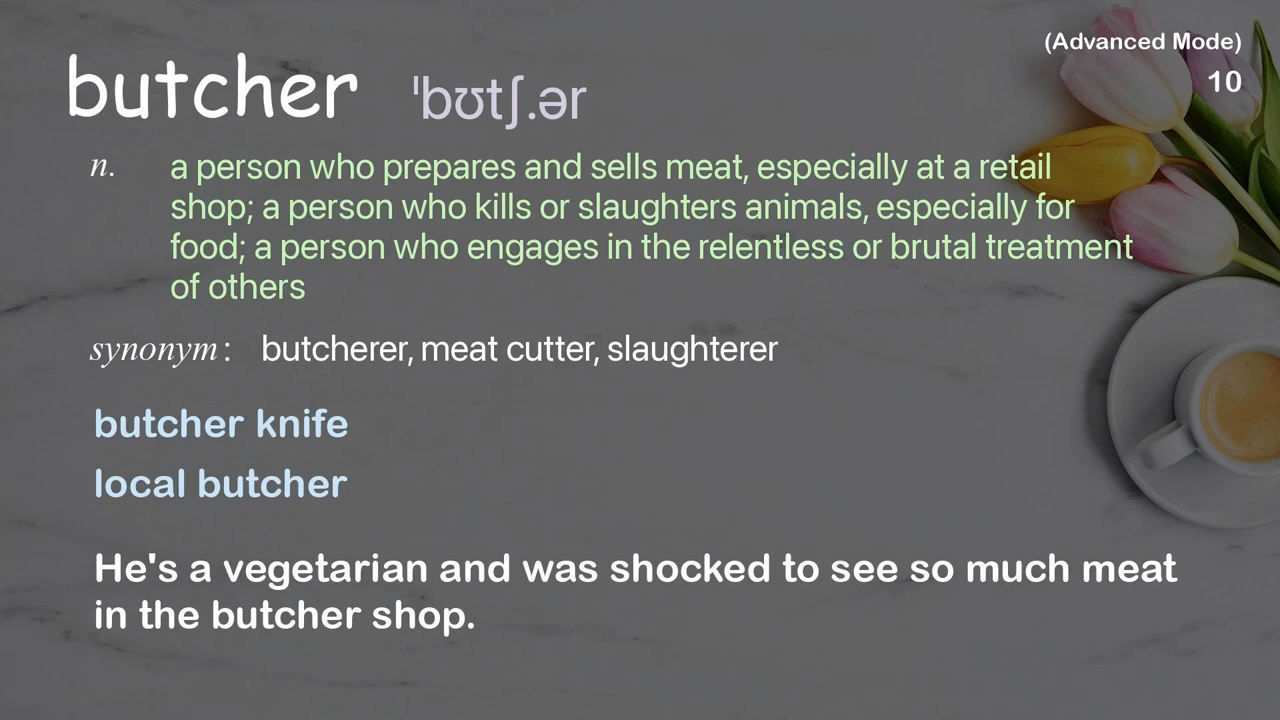 (Advanced Mode)
10
butcher ˈbʊtʃ.ər
n. a person who prepares and sells meat, especially at a retail
shop; a person who kills or slaughters animals, especially for
food; a person who engages in the relentless or brutal treatment
of others
synonym: butcherer, meat cutter, slaughterer
butcher knife
local butcher
He's a vegetarian and was shocked to see so much meat
in the butcher shop.